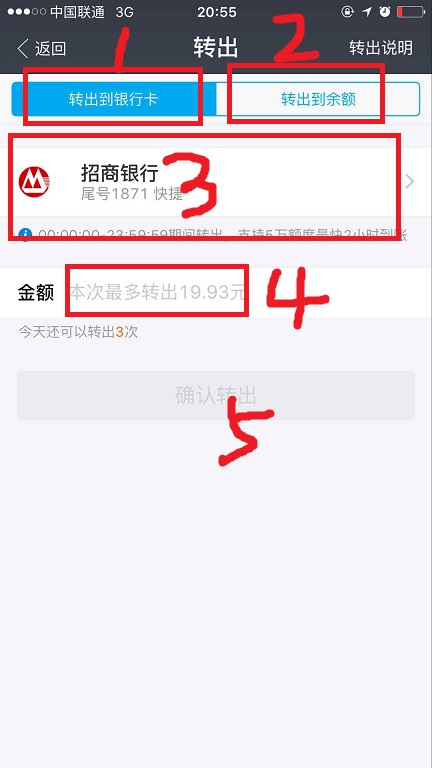 中国联通 3G 20:55
返回 转出 转出说明
1 2
转出到银行卡 转出到余额
招商银行
尾号1871 快捷
3
00:00:00-23:59:59期间转出，支持5万额度最快2小时到账
金额 本次最多转出19.93元
4
今天还可以转出3次
确认转出
5